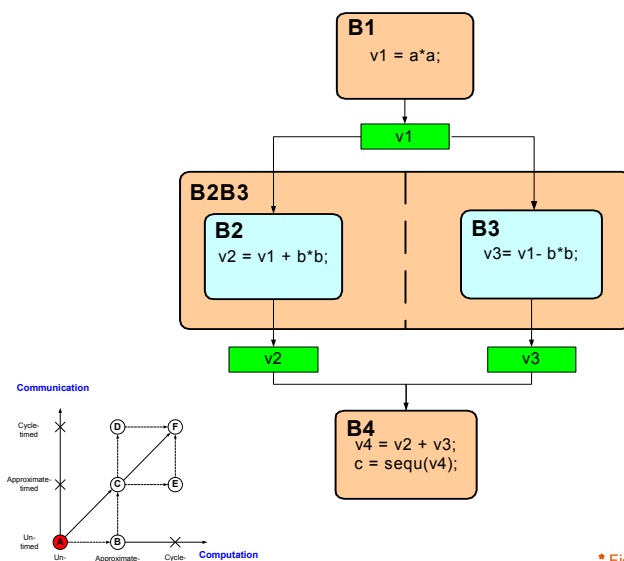 B1
v1 = a*a;
v1
B2B3
B2
v2 = v1 + b*b;
B3
v3= v1- b*b;
v2
v3
B4
v4 = v2 + v3;
c = sequ(v4);
Communication
Cycle-
timed
D
F
Approximate-
timed
C
E
Un-
timed
A
B
Un-
Approximate-
Cycle-
Computation